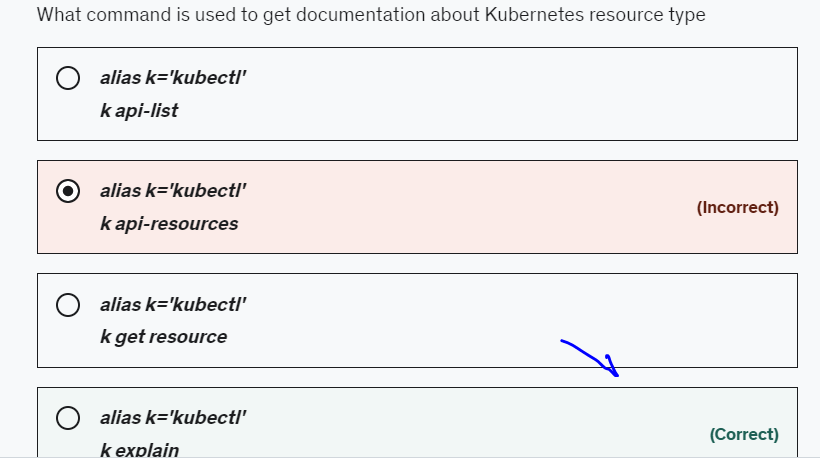 What command is used to get documentation about Kubernetes resource type
alias k='kubectl'
k api-list
alias k='kubectl'
k api-resources
(Incorrect)
alias k='kubectl'
k get resource
alias k='kubectl'
k explain
(Correct)